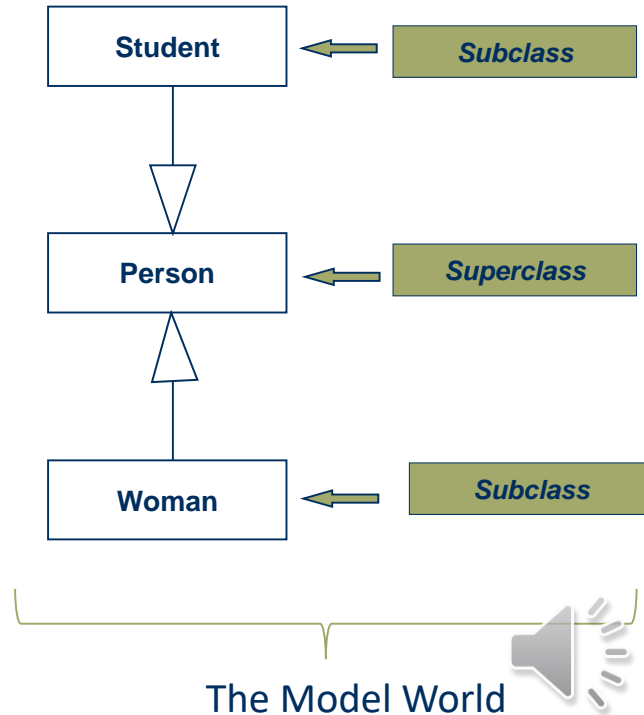 Student
Subclass
Person
Superclass
Woman
Subclass
The Model World